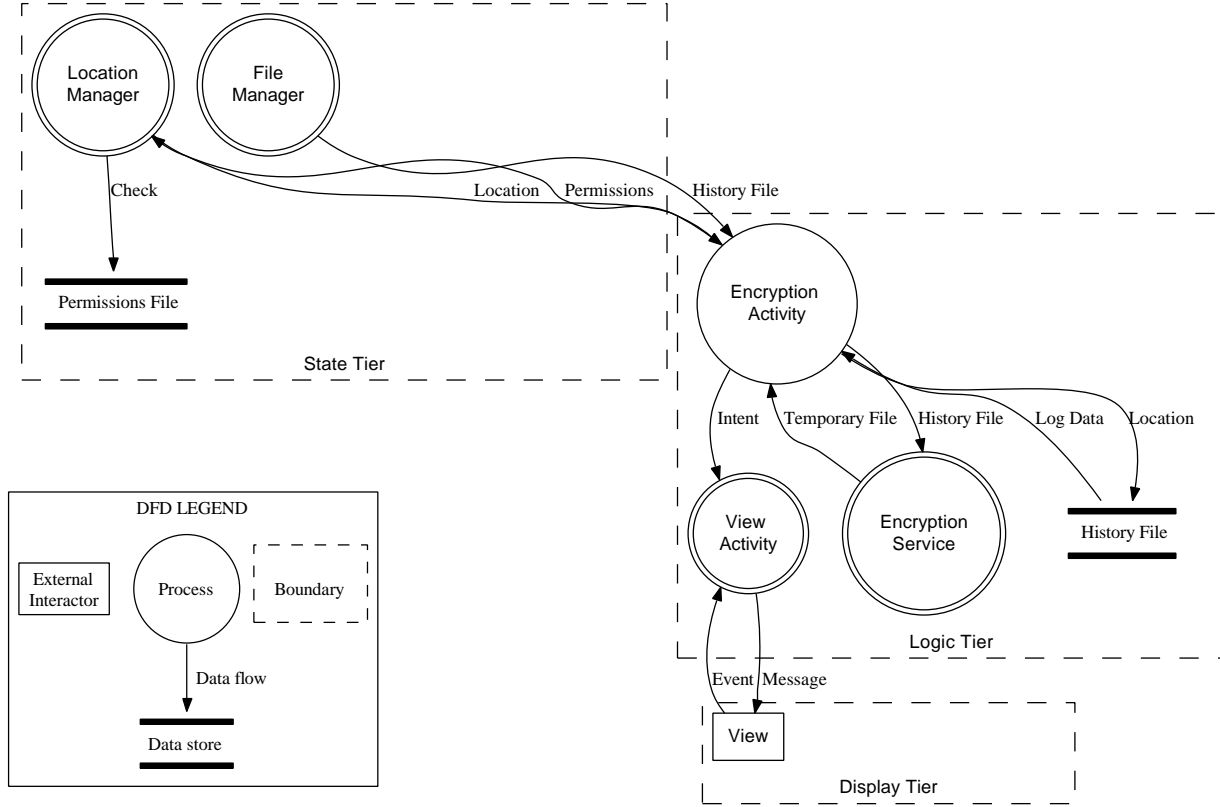 Location
Manager
File
Manager
Check
Location
Permissions
History File
Permissions File
State Tier
Encryption
Activity
Intent
Temporary File
History File
Log Data
Location
View
Activity
Encryption
Service
History File
Logic Tier
Event
Message
View
Display Tier
DFD LEGEND
External
Interactor
Process
Boundary
Data flow
Data store